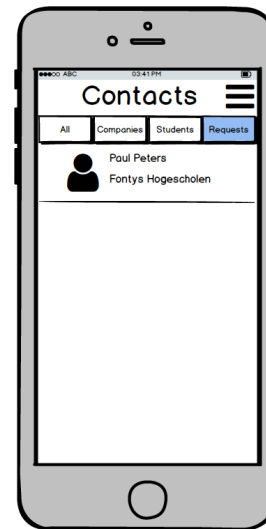 ABC 03:41 PM
Contacts
All Companies Students Requests
Paul Peters
Fontys Hogescholen